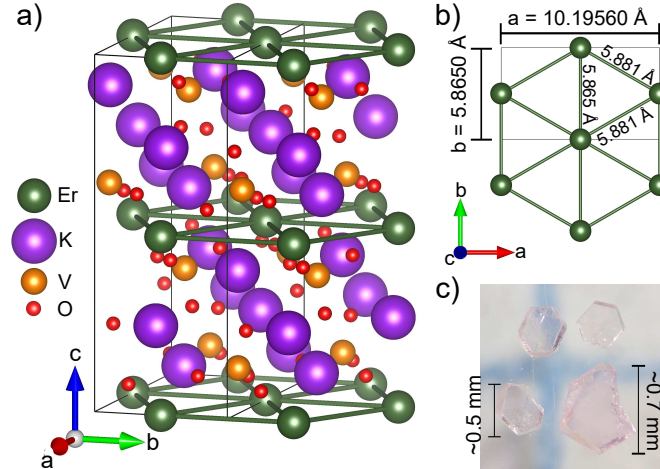 a)
Er
K
V
O
c
b
a
b)
a = 10.19560 Å
b = 5.8650 Å
5.881 Å
5.865 Å
5.881 Å
b
c
a
c)
~0.5 mm
~0.7 mm